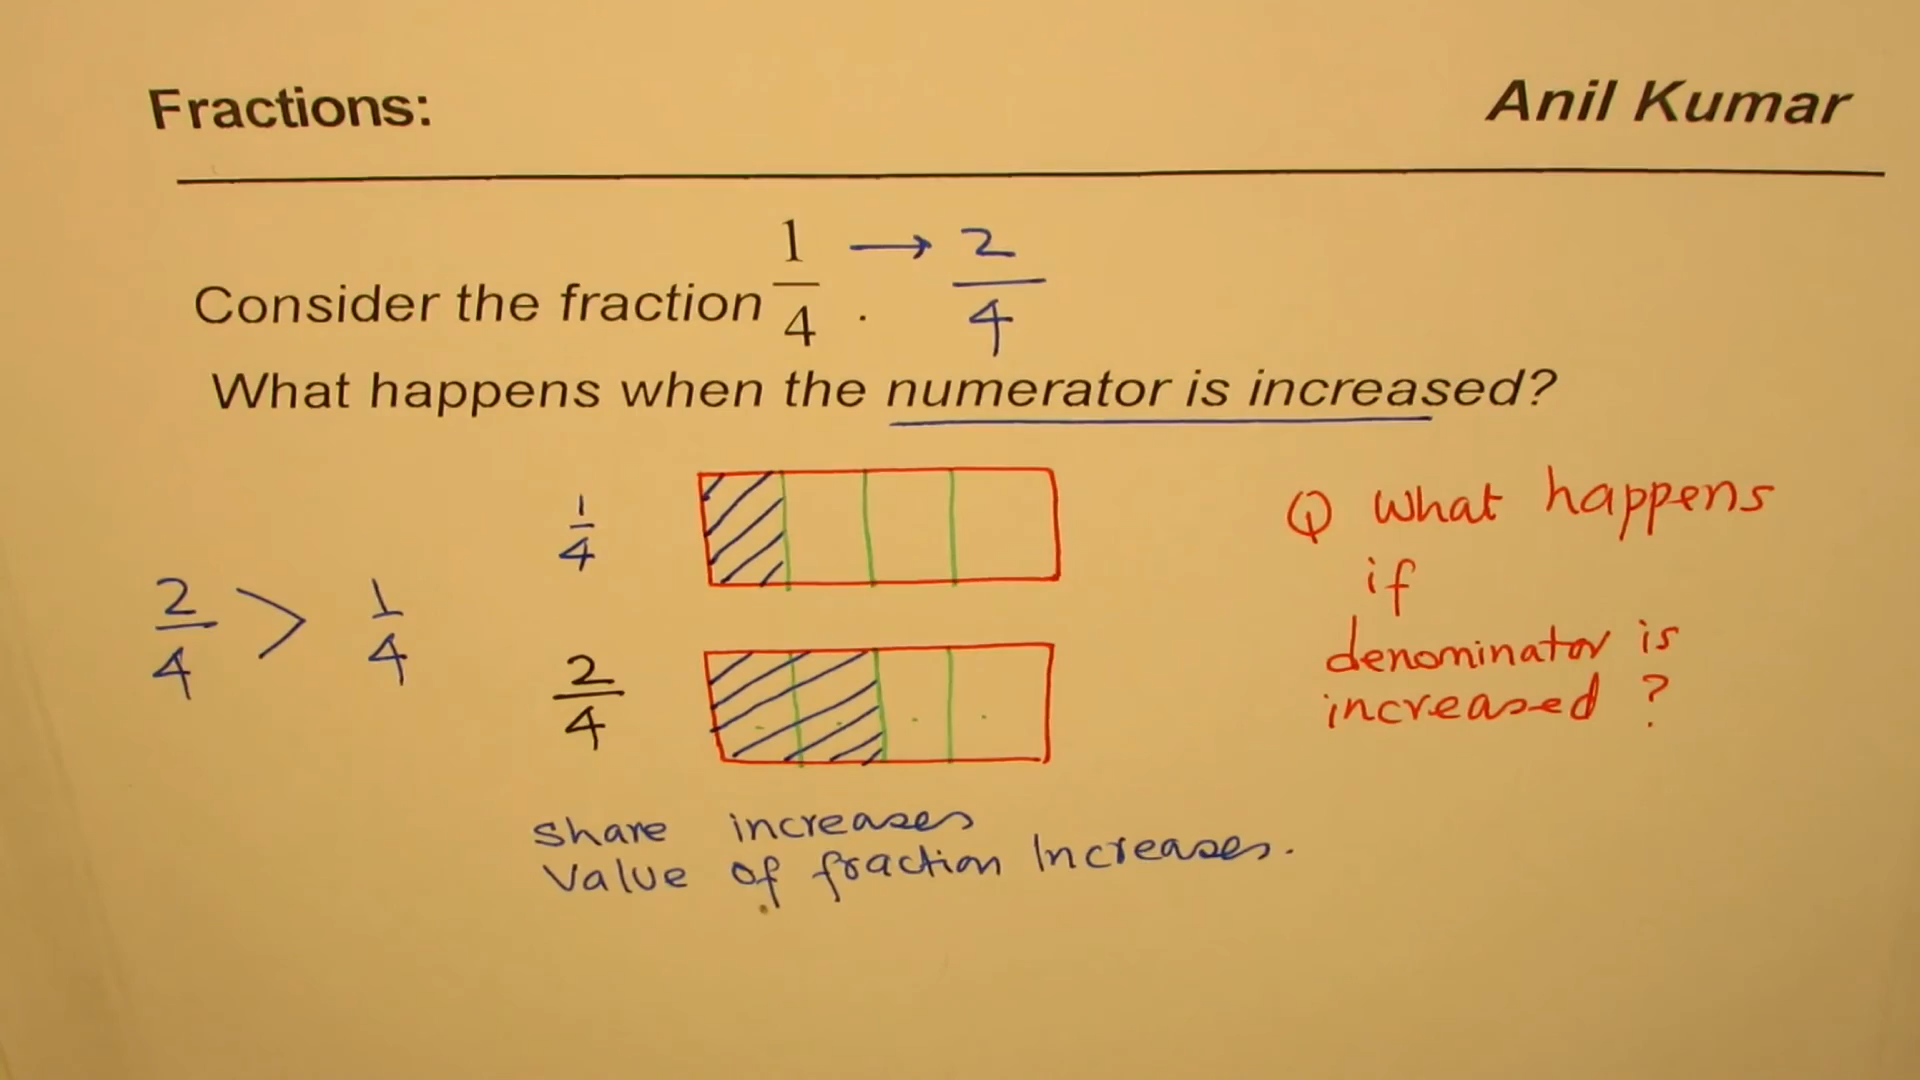 Fractions:
Anil Kumar
Consider the fraction 1/4 . → 2/4
What happens when the numerator is increased?
1/4
2/4 > 1/4
2/4
Share increases
Value of fraction Increases.
Q What happens
if
denominator is
increased ?